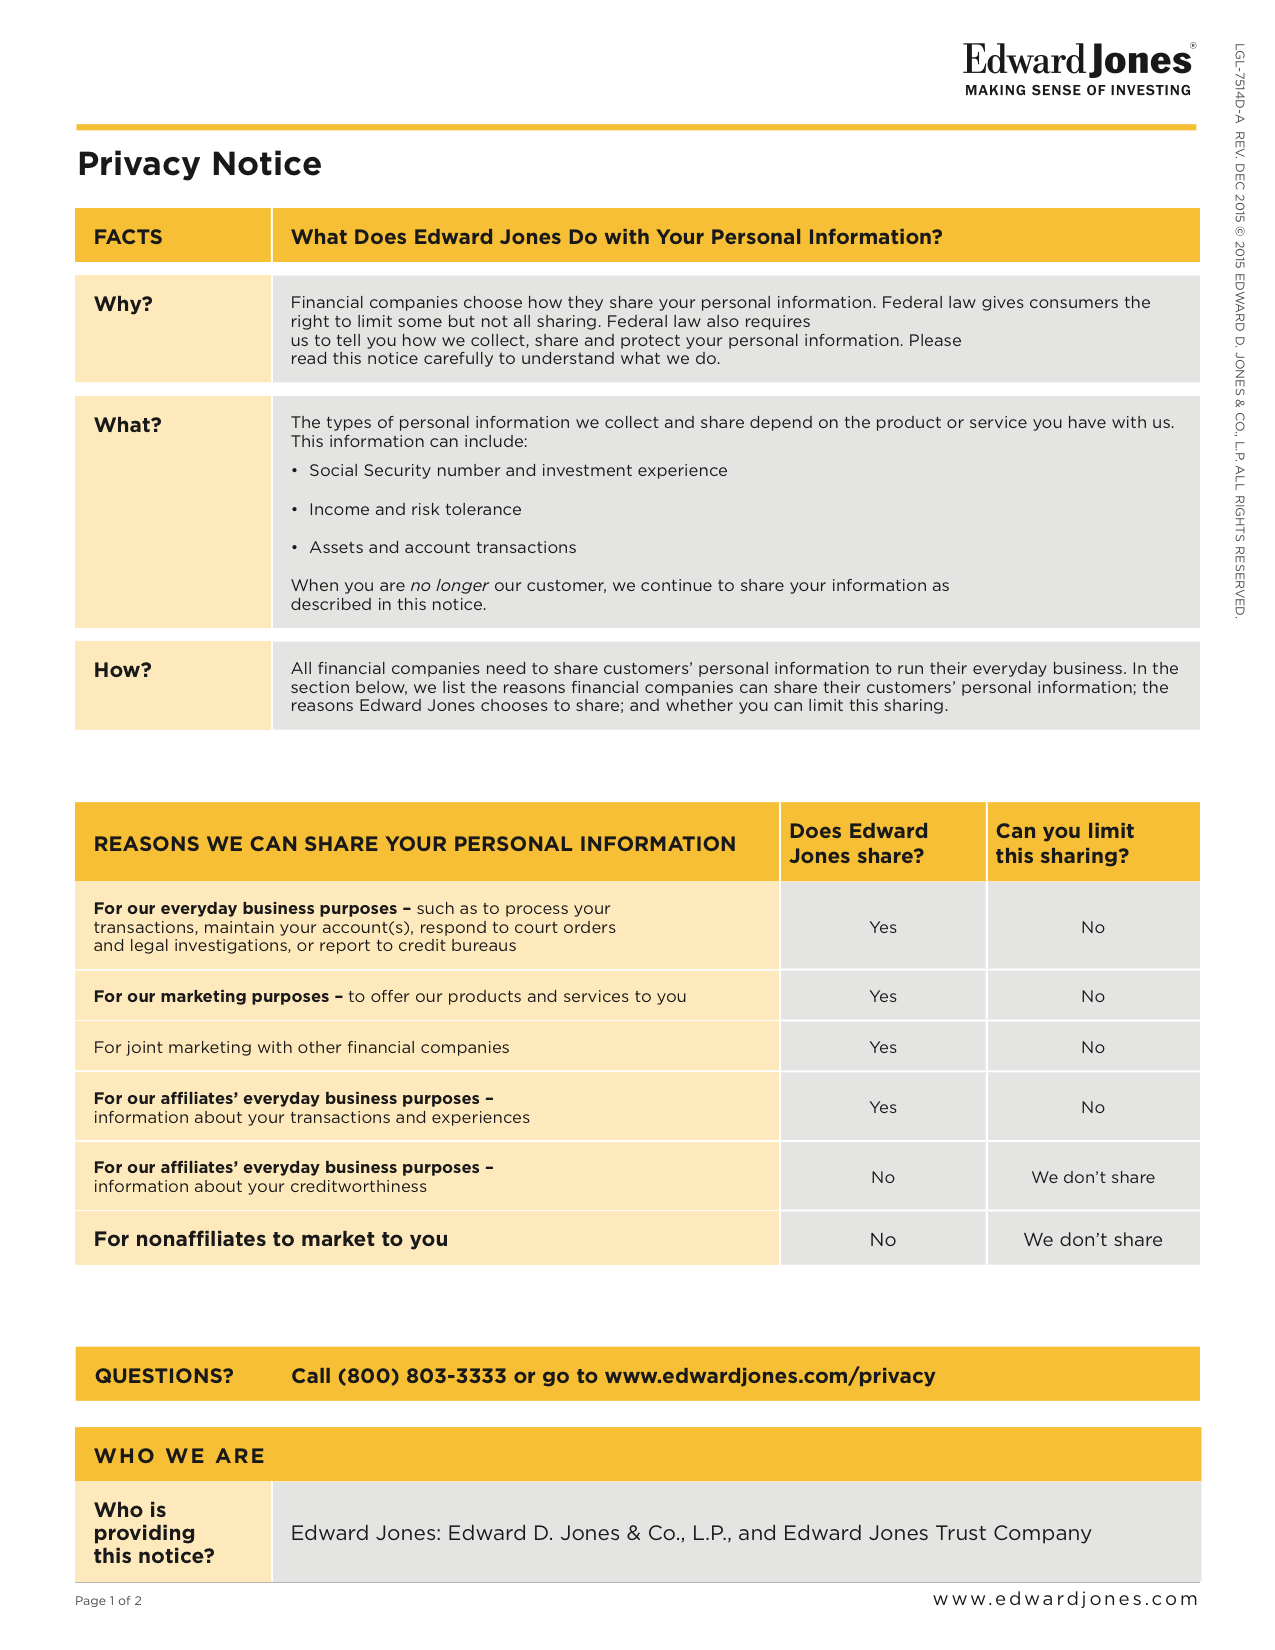 Edward Jones®
MAKING SENSE OF INVESTING
LGL-7514D-A REV. DEC 2015 © 2015 EDWARD D. JONES & CO., L.P. ALL RIGHTS RESERVED.
Privacy Notice
FACTS
What Does Edward Jones Do with Your Personal Information?
Why?
Financial companies choose how they share your personal information. Federal law gives consumers the
right to limit some but not all sharing. Federal law also requires
us to tell you how we collect, share and protect your personal information. Please
read this notice carefully to understand what we do.
What?
The types of personal information we collect and share depend on the product or service you have with us.
This information can include:
• Social Security number and investment experience
• Income and risk tolerance
• Assets and account transactions
When you are no longer our customer, we continue to share your information as
described in this notice.
How?
All financial companies need to share customers’ personal information to run their everyday business. In the
section below, we list the reasons financial companies can share their customers’ personal information; the
reasons Edward Jones chooses to share; and whether you can limit this sharing.
REASONS WE CAN SHARE YOUR PERSONAL INFORMATION
Does Edward
Jones share?
Can you limit
this sharing?
For our everyday business purposes – such as to process your
transactions, maintain your account(s), respond to court orders
and legal investigations, or report to credit bureaus
Yes
No
For our marketing purposes – to offer our products and services to you
Yes
No
For joint marketing with other financial companies
Yes
No
For our affiliates’ everyday business purposes –
information about your transactions and experiences
Yes
No
For our affiliates’ everyday business purposes –
information about your creditworthiness
No
We don’t share
For nonaffiliates to market to you
No
We don’t share
QUESTIONS?
Call (800) 803-3333 or go to www.edwardjones.com/privacy
WHO WE ARE
Who is
providing
this notice?
Edward Jones: Edward D. Jones & Co., L.P., and Edward Jones Trust Company
Page 1 of 2
www.edwardjones.com